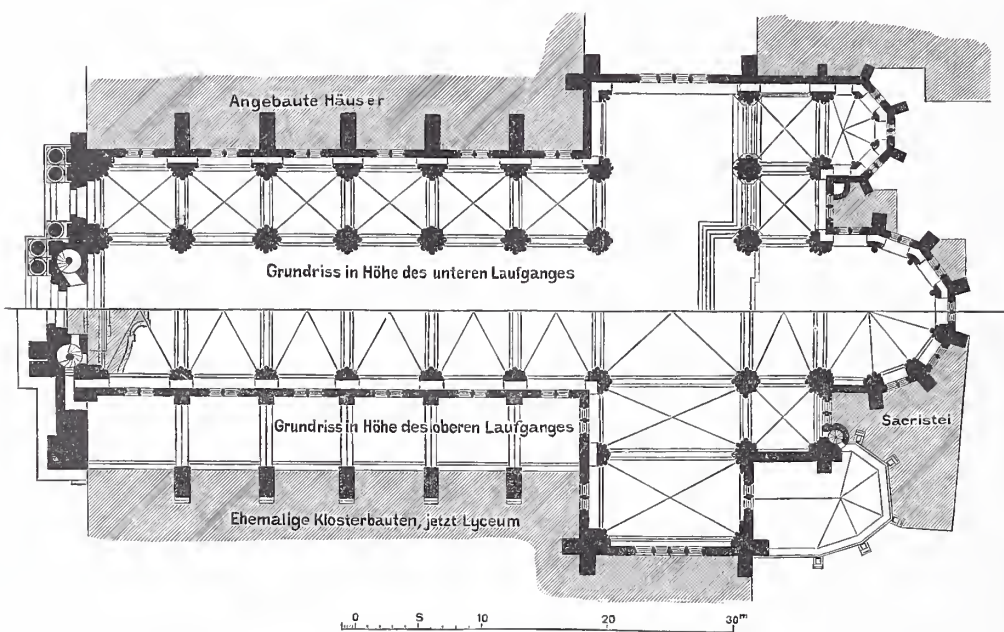 Angebaute Häuser
Grundriss in Höhe des unteren Laufganges
Grundriss in Höhe des oberen Laufganges
Sacristei
Ehemalige Klosterbauten, jetzt Lyceum
0 5 10 20 30m